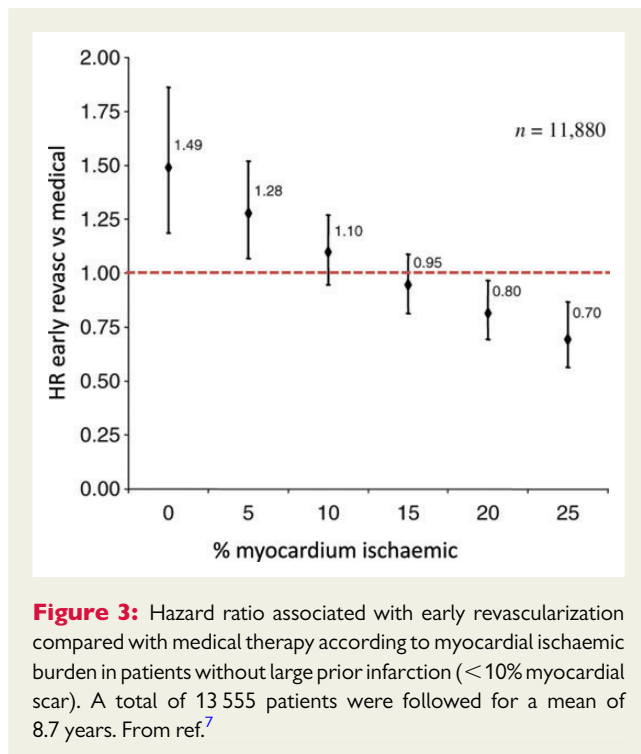 2.00
1.75
n = 11,880
1.49
1.50
1.28
1.25
1.10
1.00
0.95
0.80
0.75
0.70
0.50
0.25
0.00
HR early revasc vs medical
0 5 10 15 20 25
% myocardium ischaemic
Figure 3: Hazard ratio associated with early revascularization
compared with medical therapy according to myocardial ischaemic
burden in patients without large prior infarction (<10% myocardial
scar). A total of 13 555 patients were followed for a mean of
8.7 years. From ref.7